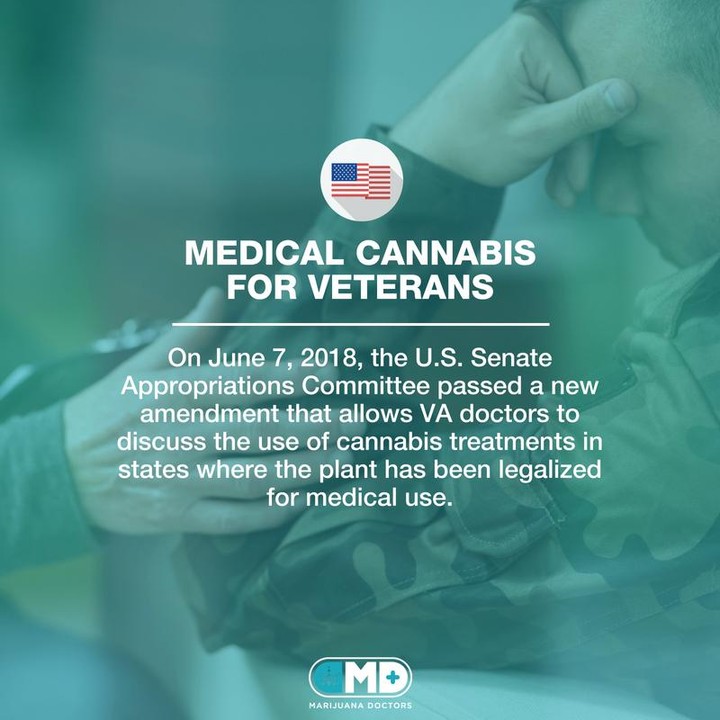 MEDICAL CANNABIS
FOR VETERANS
On June 7, 2018, the U.S. Senate
Appropriations Committee passed a new
amendment that allows VA doctors to
discuss the use of cannabis treatments in
states where the plant has been legalized
for medical use.
MD
MARIJUANA DOCTORS